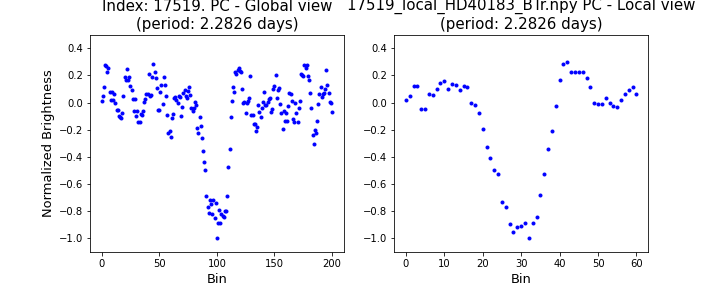 Index: 17519. PC - Global view
(period: 2.2826 days)
17519_local_HD40183_BTr.npy PC - Local view
(period: 2.2826 days)
Normalized Brightness
0.4
0.2
0.0
−0.2
−0.4
−0.6
−0.8
−1.0
0 50 100 150 200
Bin
0.4
0.2
0.0
−0.2
−0.4
−0.6
−0.8
−1.0
0 10 20 30 40 50 60
Bin